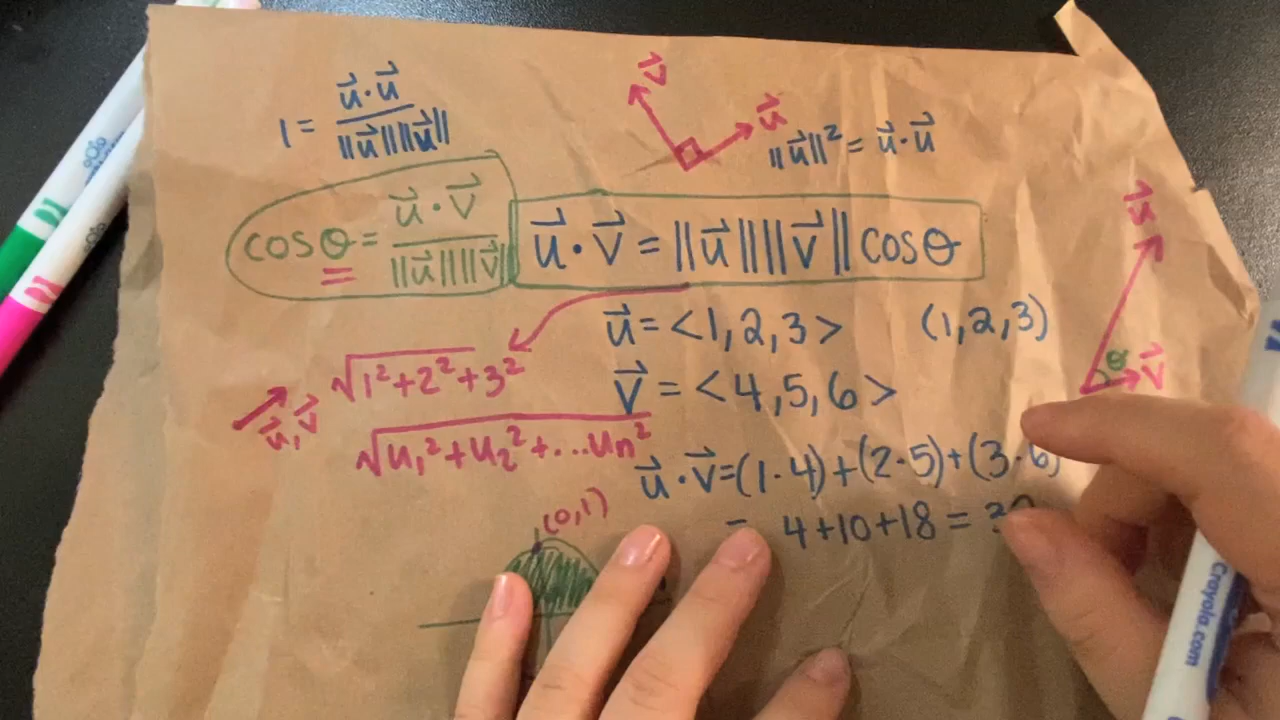 1 = u⃗·u⃗ / ‖u⃗‖‖u⃗‖
v⃗
u⃗
‖u⃗‖² = u⃗·u⃗
cosθ = u⃗·v⃗ / ‖u⃗‖‖v⃗‖
u⃗·v⃗ = ‖u⃗‖‖v⃗‖ cosθ
u⃗
θ
v⃗
u⃗ = <1,2,3> (1,2,3)
v⃗ = <4,5,6>
√1²+2²+3²
u⃗,v⃗
√u₁²+u₂²+...un²
u⃗·v⃗=(1·4)+(2·5)+(3·6)
= 4+10+18 =
(0,1)
Crayola.com